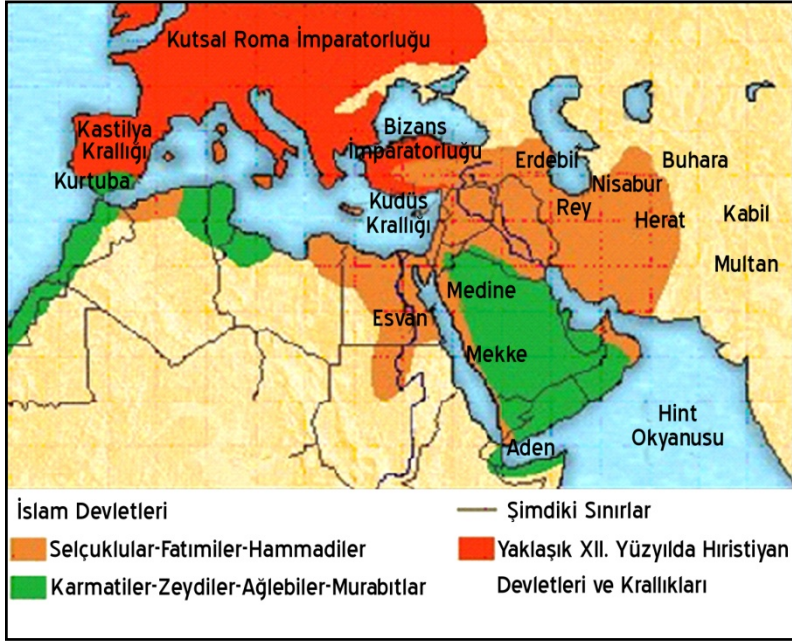 Kutsal Roma İmparatorluğu
Kastilya
Krallığı
Kurtuba
Bizans
İmparatorluğu
Kudüs
Krallığı
Erdebil
Buhara
Nisabur
Rey
Herat
Kabil
Multan
Medine
Esvan
Mekke
Hint
Okyanusu
Aden
İslam Devletleri
Şimdiki Sınırlar
Selçuklular-Fatımiler-Hammadiler
Yaklaşık XII. Yüzyılda Hıristiyan
Devletleri ve Krallıkları
Karmatiler-Zeydiler-Ağlebiler-Murabıtlar